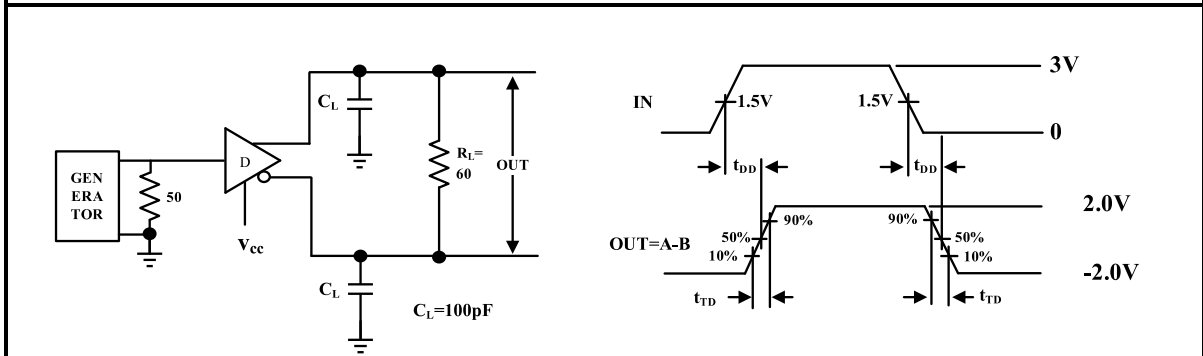 GEN
ERA
TOR
50
D
Vcc
CL
RL=
60
OUT
CL
CL=100pF
IN
1.5V
1.5V
3V
0
tDD
tDD
OUT=A-B
90%
50%
10%
90%
50%
10%
2.0V
-2.0V
tTD
tTD